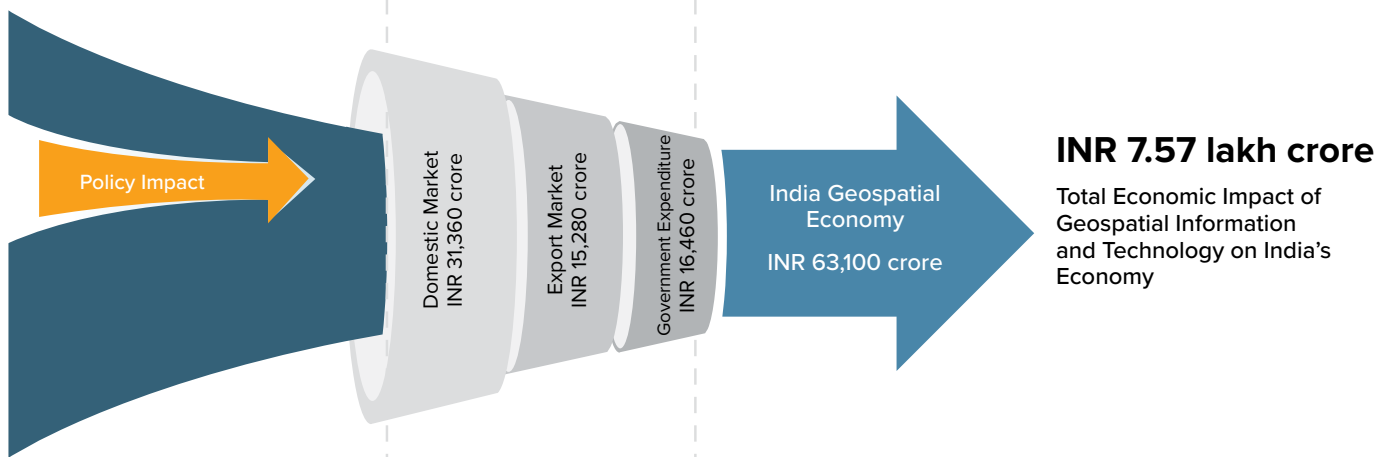 Policy Impact
Domestic Market
INR 31,360 crore
Export Market
INR 15,280 crore
Government Expenditure
INR 16,460 crore
India Geospatial
Economy
INR 63,100 crore
INR 7.57 lakh crore
Total Economic Impact of
Geospatial Information
and Technology on India's
Economy